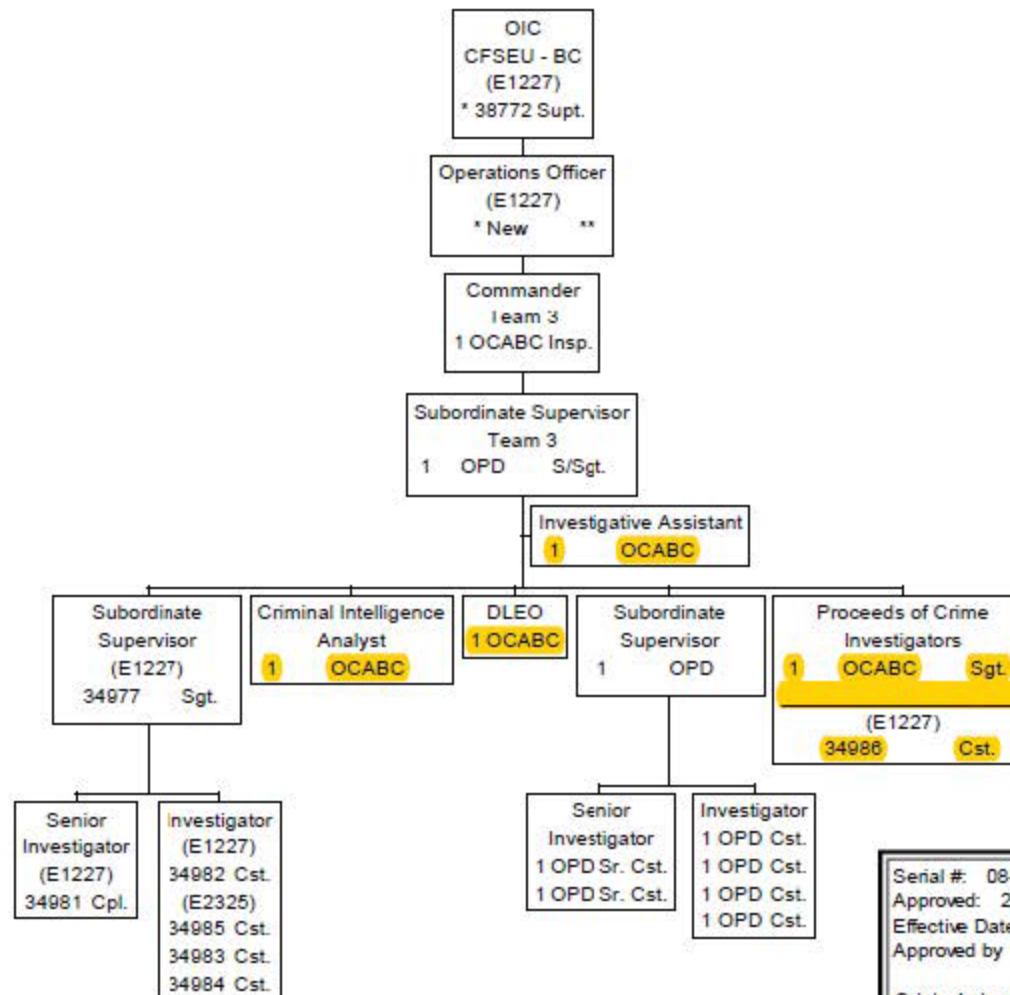 OIC
CFSEU - BC
(E1227)
* 38772 Supt.
Operations Officer
(E1227)
* New **
Commander
Team 3
1 OCABC Insp.
Subordinate Supervisor
Team 3
1 OPD S/Sgt.
Investigative Assistant
1 OCABC
Subordinate
Supervisor
(E1227)
34977 Sgt.
Criminal Intelligence
Analyst
1 OCABC
DLEO
1 OCABC
Subordinate
Supervisor
1 OPD
Proceeds of Crime
Investigators
1 OCABC Sgt.
(E1227)
34986 Cst.
Senior
Investigator
(E1227)
34981 Cpl.
Investigator
(E1227)
34982 Cst.
(E2325)
34985 Cst.
34983 Cst.
34984 Cst.
Senior
Investigator
1 OPD Sr. Cst.
1 OPD Sr. Cst.
Investigator
1 OPD Cst.
1 OPD Cst.
1 OPD Cst.
1 OPD Cst.
Serial #: 08
Approved: 2
Effective Date
Approved by